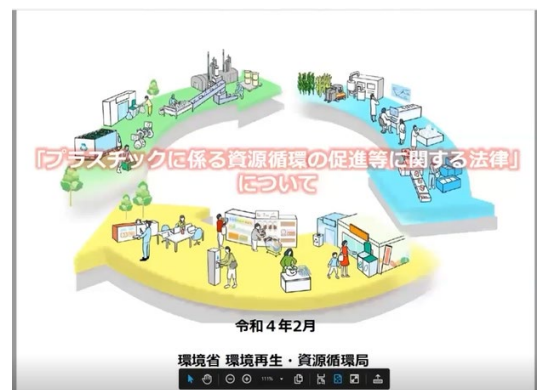 「プラスチックに係る資源循環の促進等に関する法律」
について
令和４年2月
環境省 環境再生・資源循環局
111%